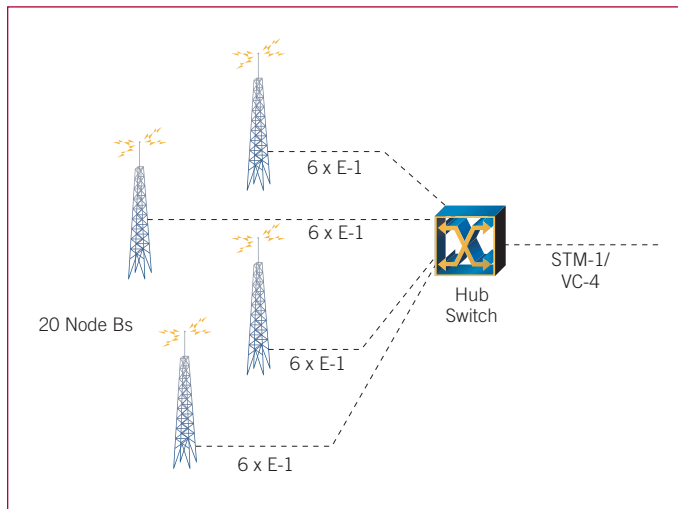 6 x E-1
6 x E-1
STM-1/
VC-4
Hub
Switch
20 Node Bs
6 x E-1
6 x E-1